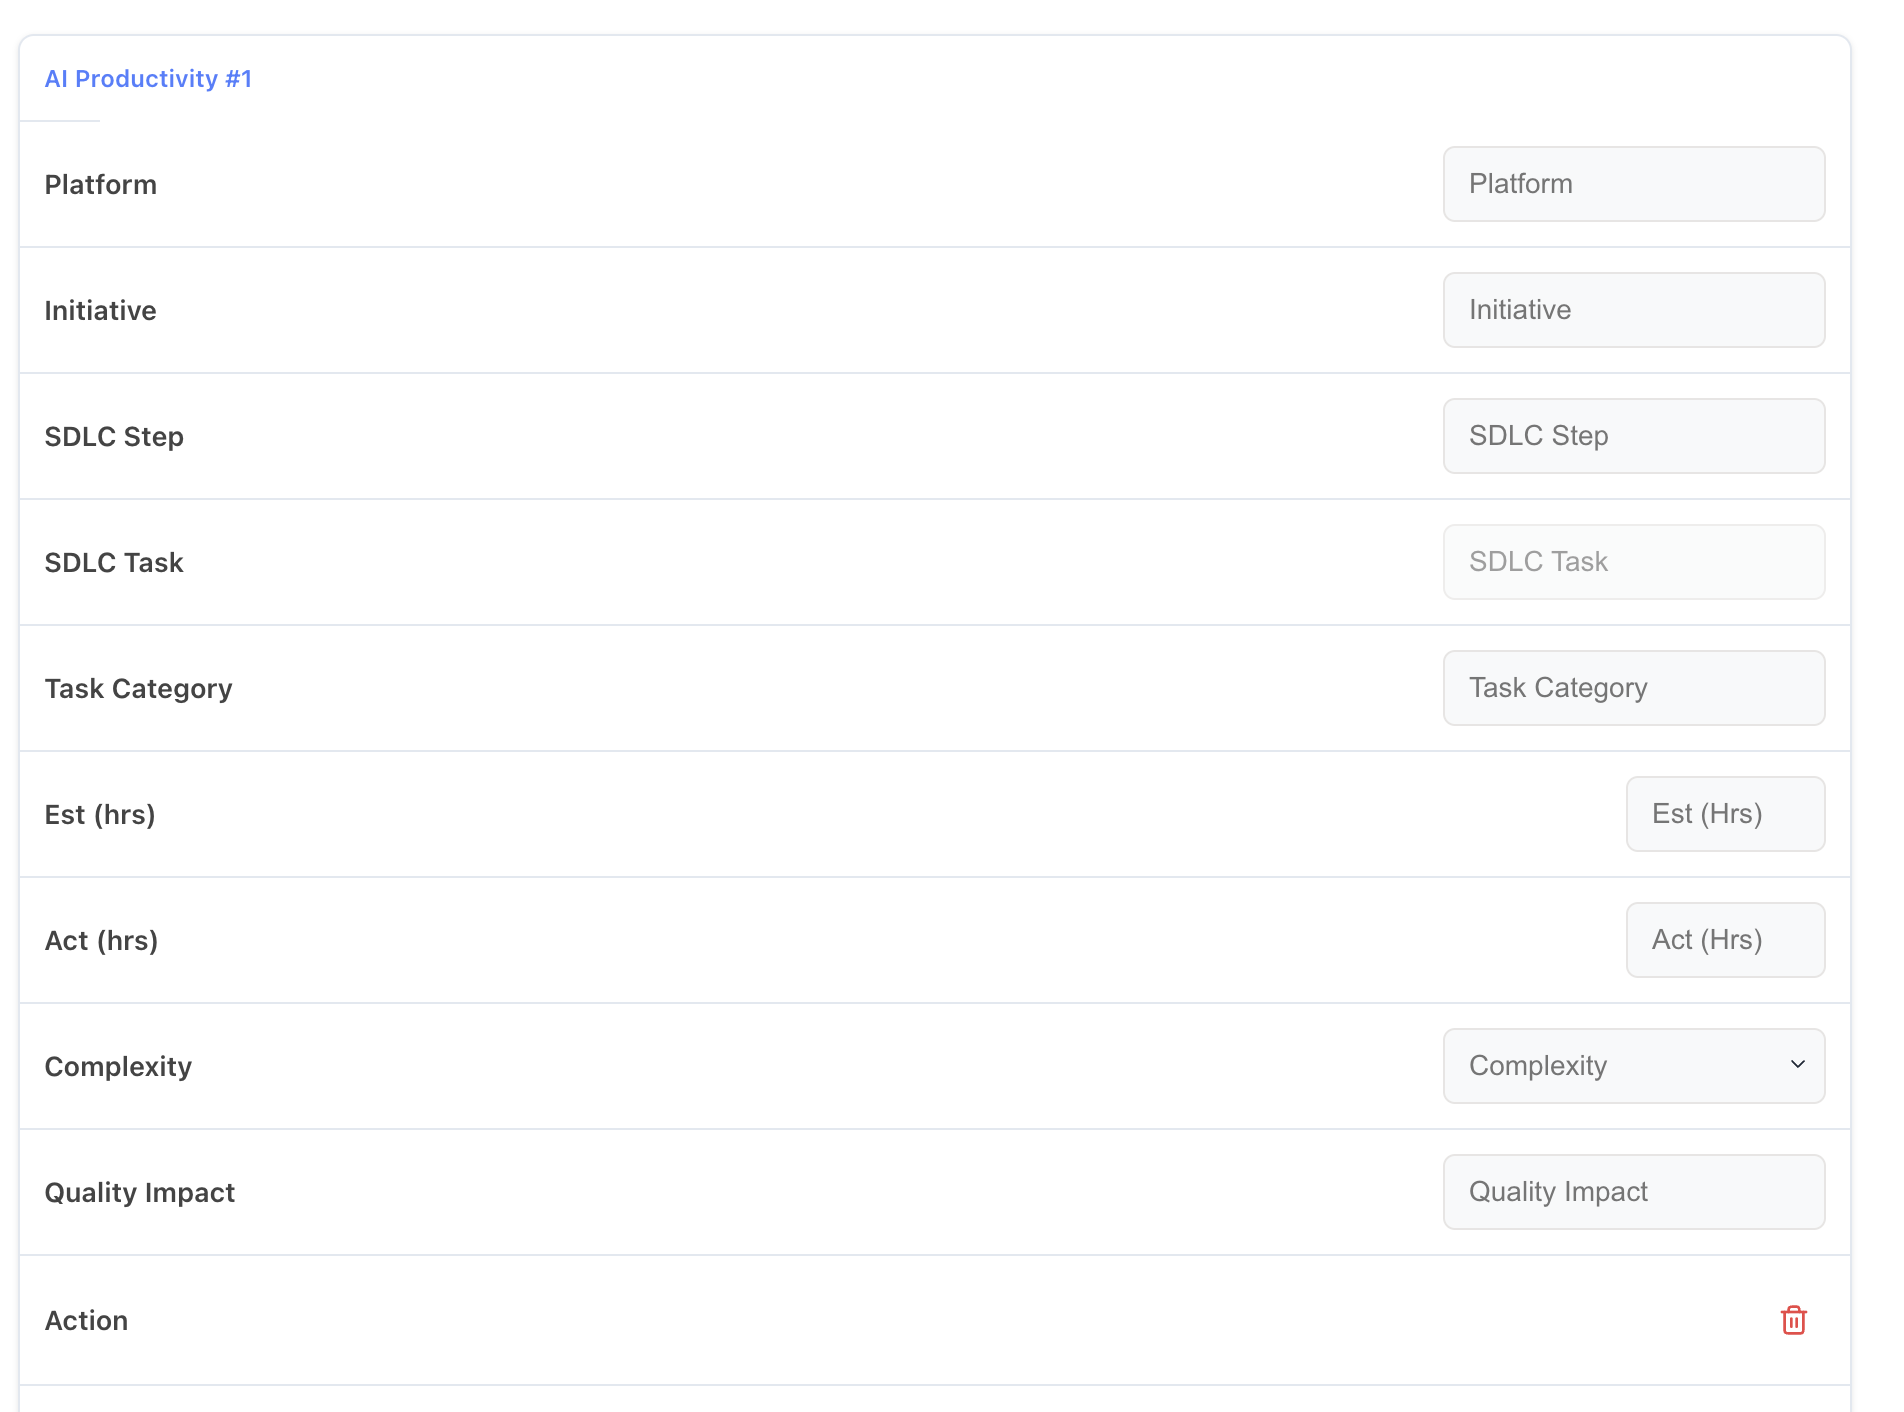 AI Productivity #1
Platform Platform
Initiative Initiative
SDLC Step SDLC Step
SDLC Task SDLC Task
Task Category Task Category
Est (hrs) Est (Hrs)
Act (hrs) Act (Hrs)
Complexity Complexity
Quality Impact Quality Impact
Action